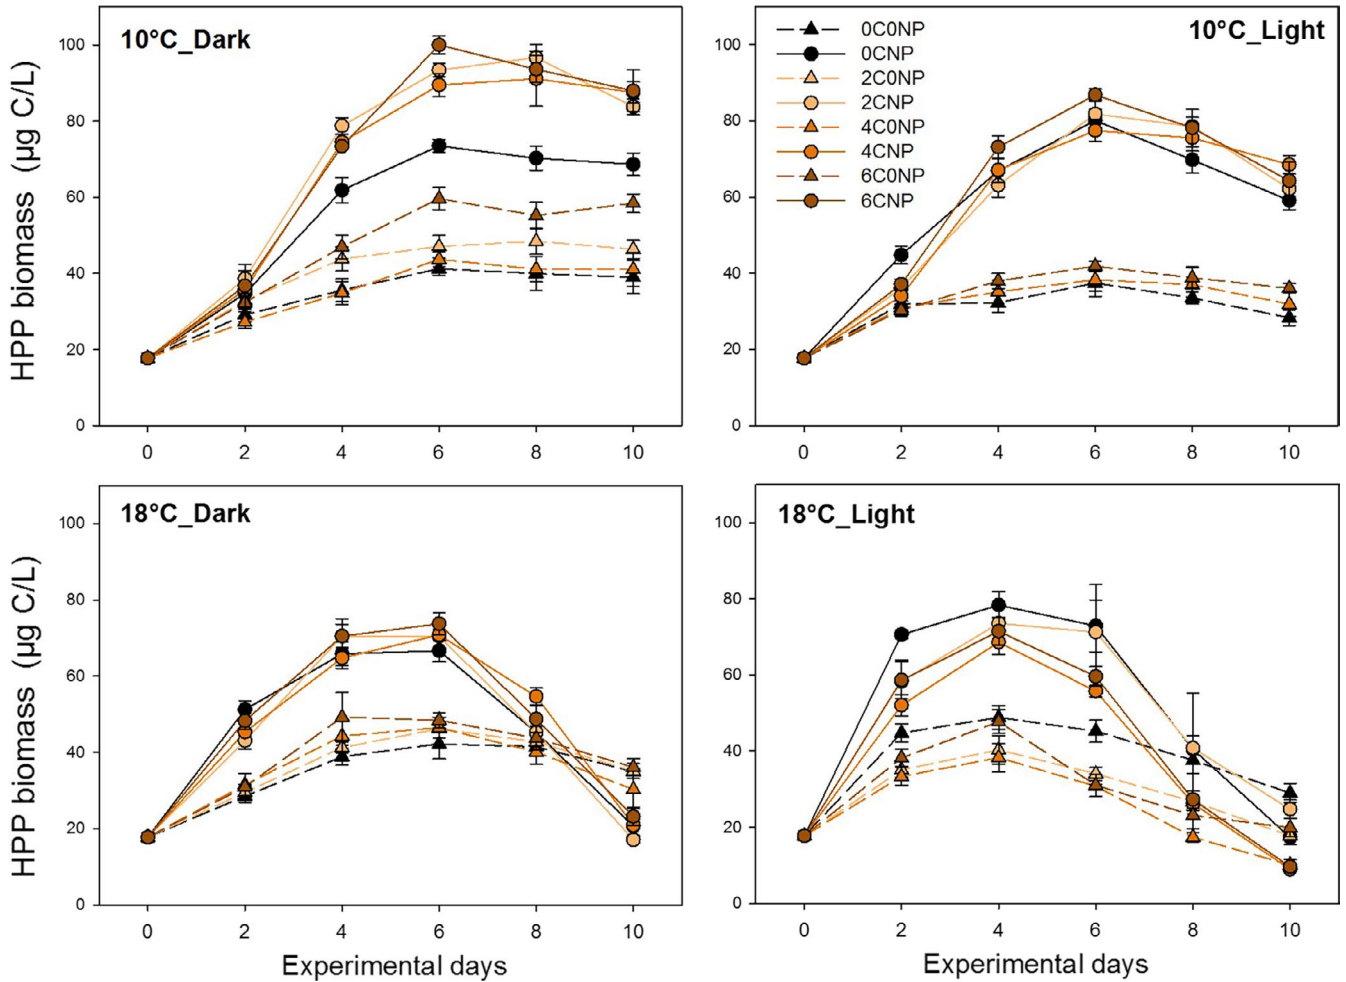 10°C_Dark
100
80
60
40
20
0
0 2 4 6 8 10
HPP biomass (µg C/L)
10°C_Light
0C0NP
0CNP
2C0NP
2CNP
4C0NP
4CNP
6C0NP
6CNP
100
80
60
40
20
0
0 2 4 6 8 10
18°C_Dark
100
80
60
40
20
0
0 2 4 6 8 10
HPP biomass (µg C/L)
Experimental days
18°C_Light
100
80
60
40
20
0
0 2 4 6 8 10
Experimental days